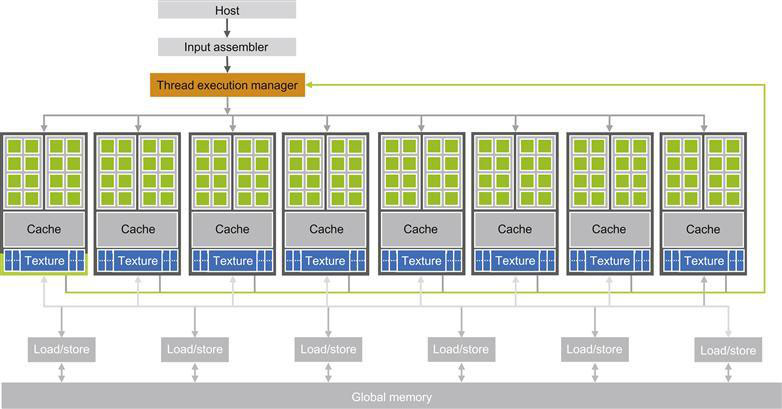 Host
Input assembler
Thread execution manager
Cache Cache Cache Cache Cache Cache Cache Cache
Texture Texture Texture Texture Texture Texture Texture Texture
Load/store Load/store Load/store Load/store Load/store Load/store
Global memory